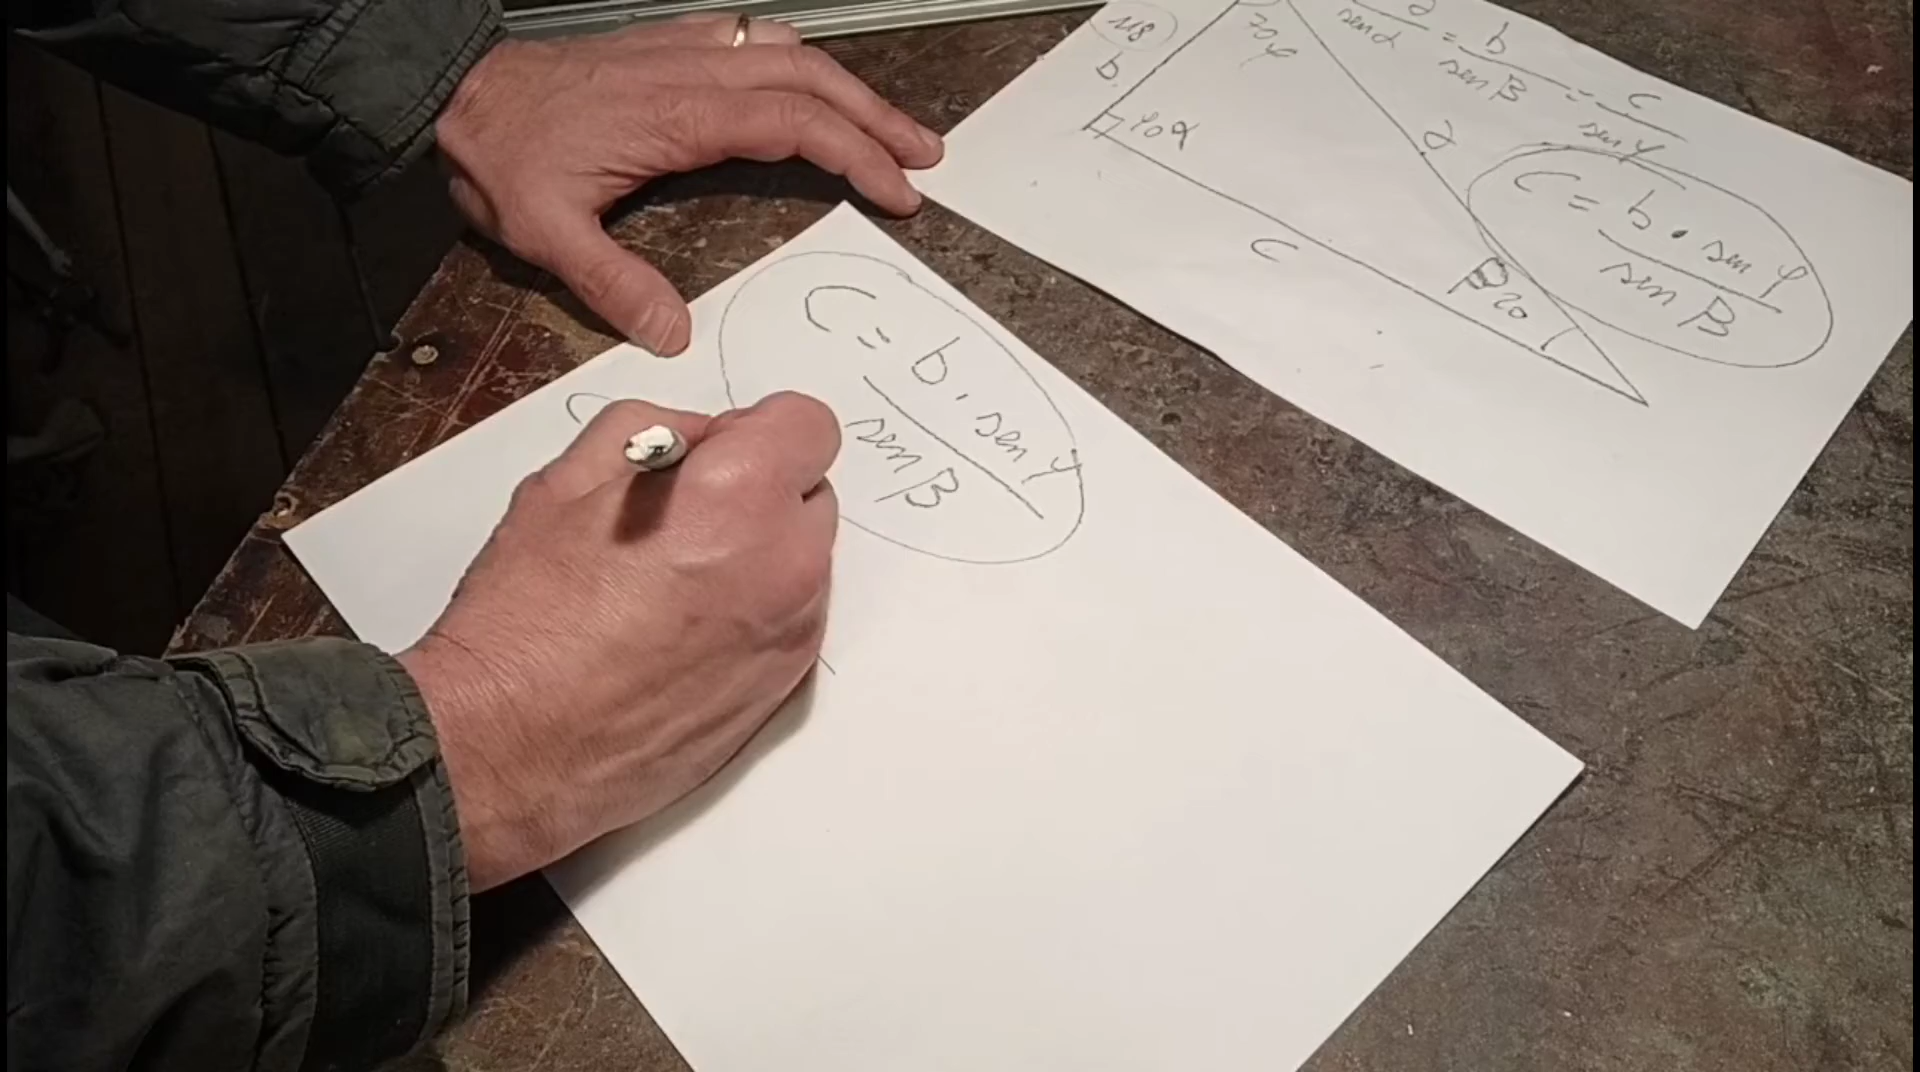 C = b . sen φ
sen β
C
118
b
70 φ
90 α
c
a
β 20
a = b = c
sen α sen β sen φ
C = b . sen φ
sen β